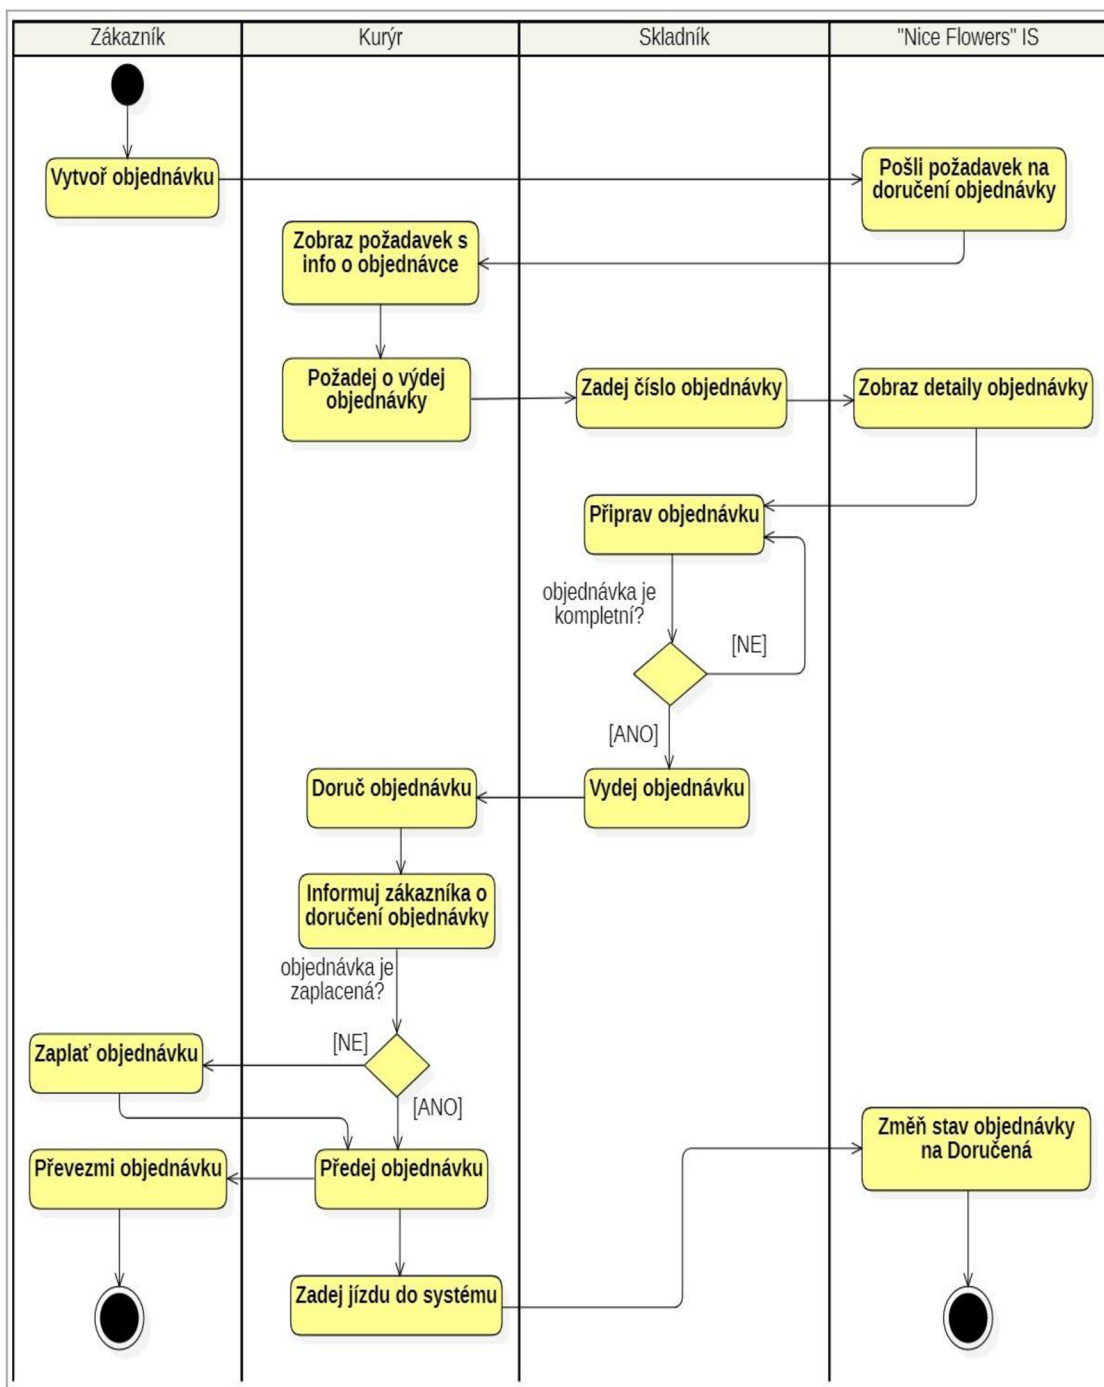 Zákazník
Kurýr
Skladník
"Nice Flowers" IS
Vytvoř objednávku
Pošli požadavek na
doručení objednávky
Zobraz požadavek s
info o objednávce
Požadej o výdej
objednávky
Zadej číslo objednávky
Zobraz detaily objednávky
Připrav objednávku
objednávka je
kompletní?
[NE]
[ANO]
Doruč objednávku
Vydej objednávku
Informuj zákazníka o
doručení objednávky
objednávka je
zaplacená?
[NE]
Zaplať objednávku
[ANO]
Změň stav objednávky
na Doručená
Převezmi objednávku
Předej objednávku
Zadej jízdu do systému